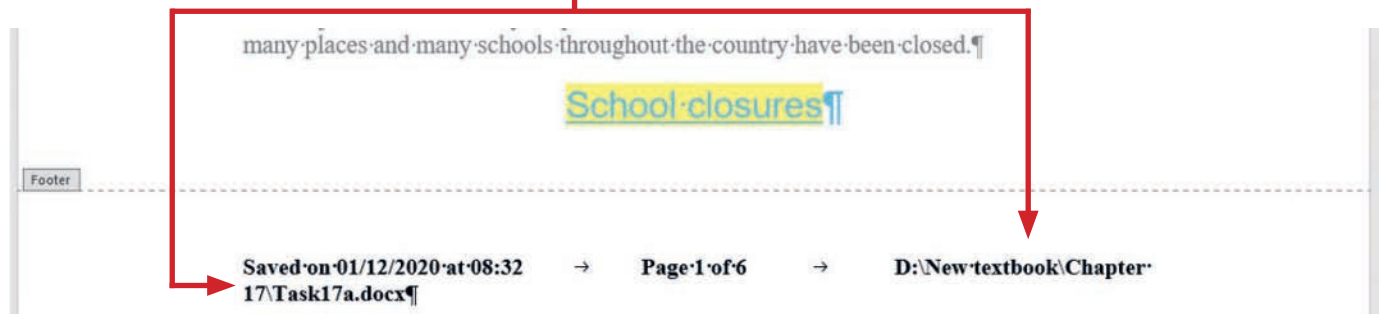 many·places·and·many·schools·throughout·the·country·have·been·closed.¶
School·closures¶
Footer
Saved·on·01/12/2020·at·08:32 → Page·1·of·6 → D:\New·textbook\Chapter·
17\Task17a.docx¶